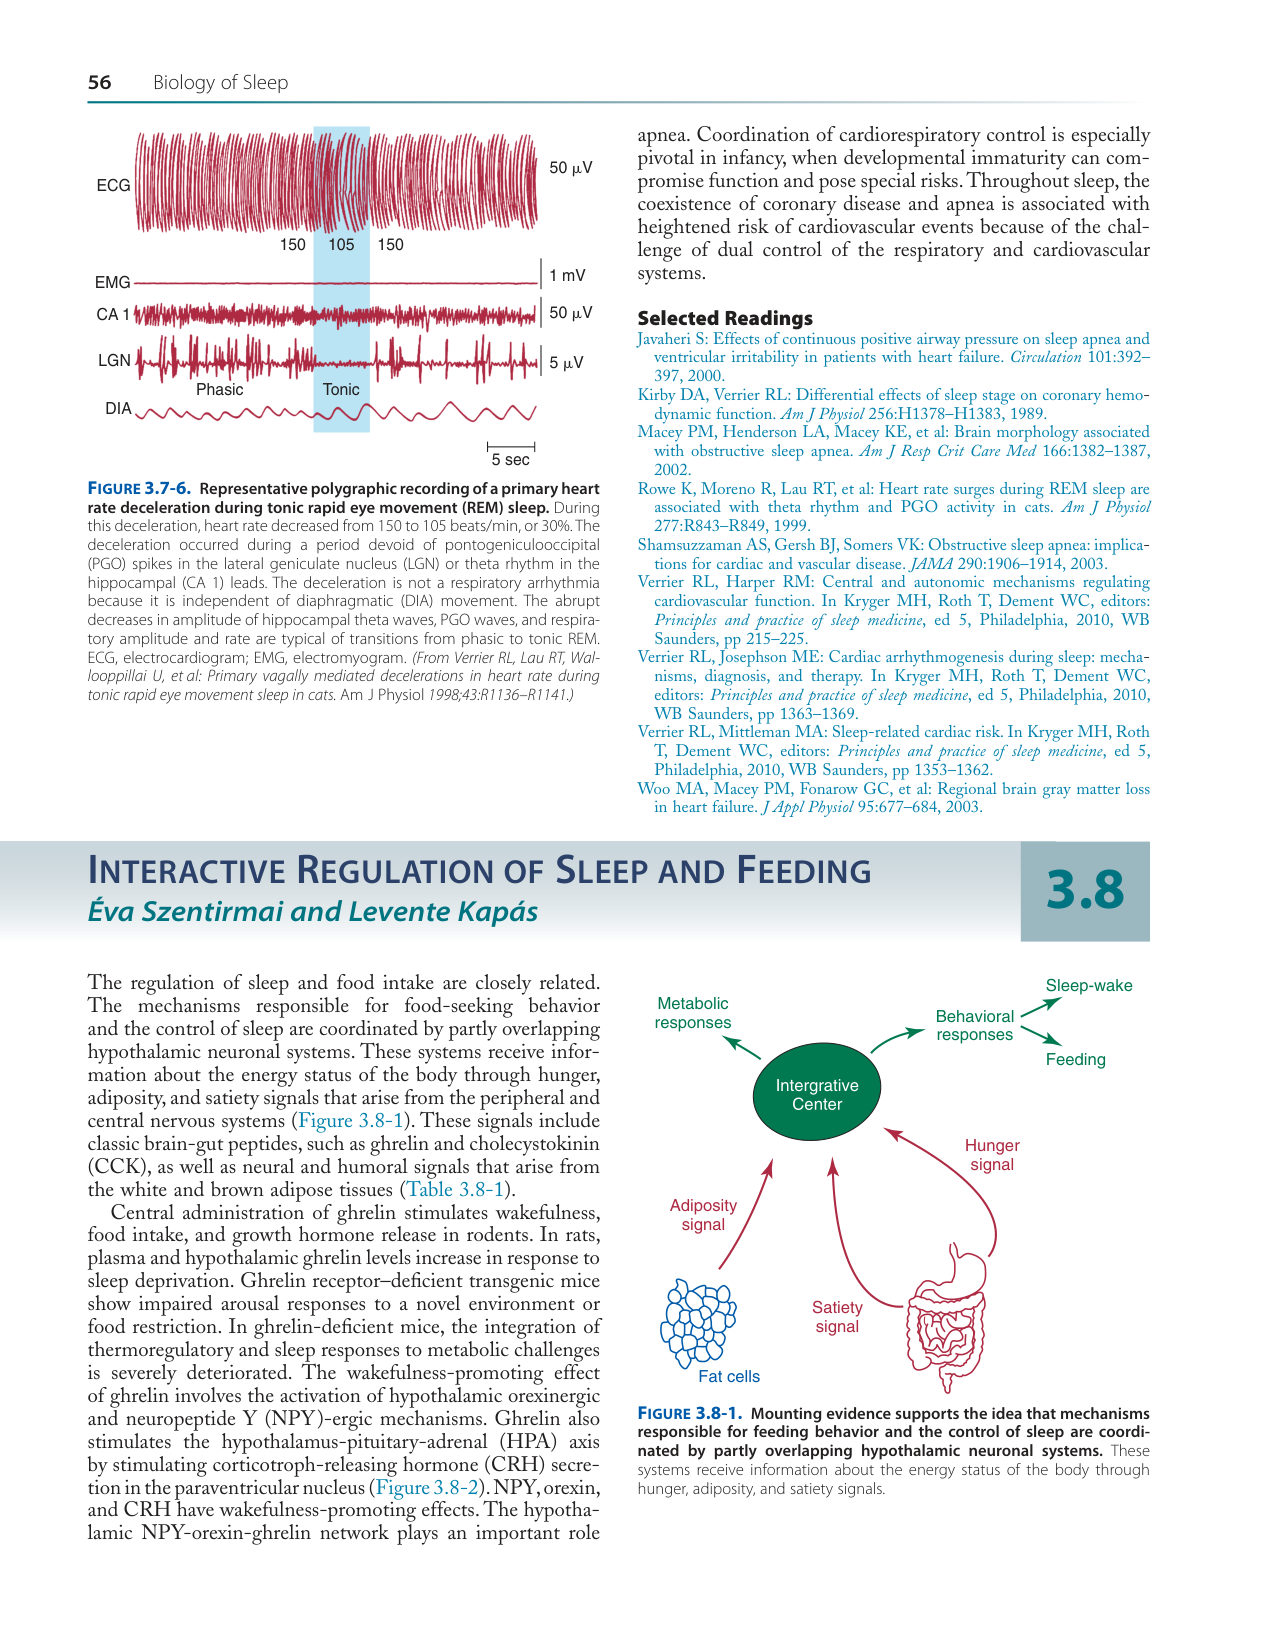 56 Biology of Sleep
ECG
50 µV
150 105 150
EMG
1 mV
CA 1
50 µV
LGN
5 µV
Phasic Tonic
DIA
5 sec
FIGURE 3.7-6. Representative polygraphic recording of a primary heart
rate deceleration during tonic rapid eye movement (REM) sleep. During
this deceleration, heart rate decreased from 150 to 105 beats/min, or 30%. The
deceleration occurred during a period devoid of pontogeniculooccipital
(PGO) spikes in the lateral geniculate nucleus (LGN) or theta rhythm in the
hippocampal (CA 1) leads. The deceleration is not a respiratory arrhythmia
because it is independent of diaphragmatic (DIA) movement. The abrupt
decreases in amplitude of hippocampal theta waves, PGO waves, and respira-
tory amplitude and rate are typical of transitions from phasic to tonic REM.
ECG, electrocardiogram; EMG, electromyogram. (From Verrier RL, Lau RT, Wal-
looppillai U, et al: Primary vagally mediated decelerations in heart rate during
tonic rapid eye movement sleep in cats. Am J Physiol 1998;43:R1136–R1141.)
apnea. Coordination of cardiorespiratory control is especially
pivotal in infancy, when developmental immaturity can com-
promise function and pose special risks. Throughout sleep, the
coexistence of coronary disease and apnea is associated with
heightened risk of cardiovascular events because of the chal-
lenge of dual control of the respiratory and cardiovascular
systems.
Selected Readings
Javaheri S: Effects of continuous positive airway pressure on sleep apnea and
ventricular irritability in patients with heart failure. Circulation 101:392–
397, 2000.
Kirby DA, Verrier RL: Differential effects of sleep stage on coronary hemo-
dynamic function. Am J Physiol 256:H1378–H1383, 1989.
Macey PM, Henderson LA, Macey KE, et al: Brain morphology associated
with obstructive sleep apnea. Am J Resp Crit Care Med 166:1382–1387,
2002.
Rowe K, Moreno R, Lau RT, et al: Heart rate surges during REM sleep are
associated with theta rhythm and PGO activity in cats. Am J Physiol
277:R843–R849, 1999.
Shamsuzzaman AS, Gersh BJ, Somers VK: Obstructive sleep apnea: implica-
tions for cardiac and vascular disease. JAMA 290:1906–1914, 2003.
Verrier RL, Harper RM: Central and autonomic mechanisms regulating
cardiovascular function. In Kryger MH, Roth T, Dement WC, editors:
Principles and practice of sleep medicine, ed 5, Philadelphia, 2010, WB
Saunders, pp 215–225.
Verrier RL, Josephson ME: Cardiac arrhythmogenesis during sleep: mecha-
nisms, diagnosis, and therapy. In Kryger MH, Roth T, Dement WC,
editors: Principles and practice of sleep medicine, ed 5, Philadelphia, 2010,
WB Saunders, pp 1363–1369.
Verrier RL, Mittleman MA: Sleep-related cardiac risk. In Kryger MH, Roth
T, Dement WC, editors: Principles and practice of sleep medicine, ed 5,
Philadelphia, 2010, WB Saunders, pp 1353–1362.
Woo MA, Macey PM, Fonarow GC, et al: Regional brain gray matter loss
in heart failure. J Appl Physiol 95:677–684, 2003.
INTERACTIVE REGULATION OF SLEEP AND FEEDING
Éva Szentirmai and Levente Kapás
3.8
The regulation of sleep and food intake are closely related.
The mechanisms responsible for food-seeking behavior
and the control of sleep are coordinated by partly overlapping
hypothalamic neuronal systems. These systems receive infor-
mation about the energy status of the body through hunger,
adiposity, and satiety signals that arise from the peripheral and
central nervous systems (Figure 3.8-1). These signals include
classic brain-gut peptides, such as ghrelin and cholecystokinin
(CCK), as well as neural and humoral signals that arise from
the white and brown adipose tissues (Table 3.8-1).
Central administration of ghrelin stimulates wakefulness,
food intake, and growth hormone release in rodents. In rats,
plasma and hypothalamic ghrelin levels increase in response to
sleep deprivation. Ghrelin receptor–deficient transgenic mice
show impaired arousal responses to a novel environment or
food restriction. In ghrelin-deficient mice, the integration of
thermoregulatory and sleep responses to metabolic challenges
is severely deteriorated. The wakefulness-promoting effect
of ghrelin involves the activation of hypothalamic orexinergic
and neuropeptide Y (NPY)-ergic mechanisms. Ghrelin also
stimulates the hypothalamus-pituitary-adrenal (HPA) axis
by stimulating corticotroph-releasing hormone (CRH) secre-
tion in the paraventricular nucleus (Figure 3.8-2). NPY, orexin,
and CRH have wakefulness-promoting effects. The hypotha-
lamic NPY-orexin-ghrelin network plays an important role
Sleep-wake
Metabolic
responses
Behavioral
responses
Feeding
Intergrative
Center
Hunger
signal
Adiposity
signal
Satiety
signal
Fat cells
FIGURE 3.8-1. Mounting evidence supports the idea that mechanisms
responsible for feeding behavior and the control of sleep are coordi-
nated by partly overlapping hypothalamic neuronal systems. These
systems receive information about the energy status of the body through
hunger, adiposity, and satiety signals.